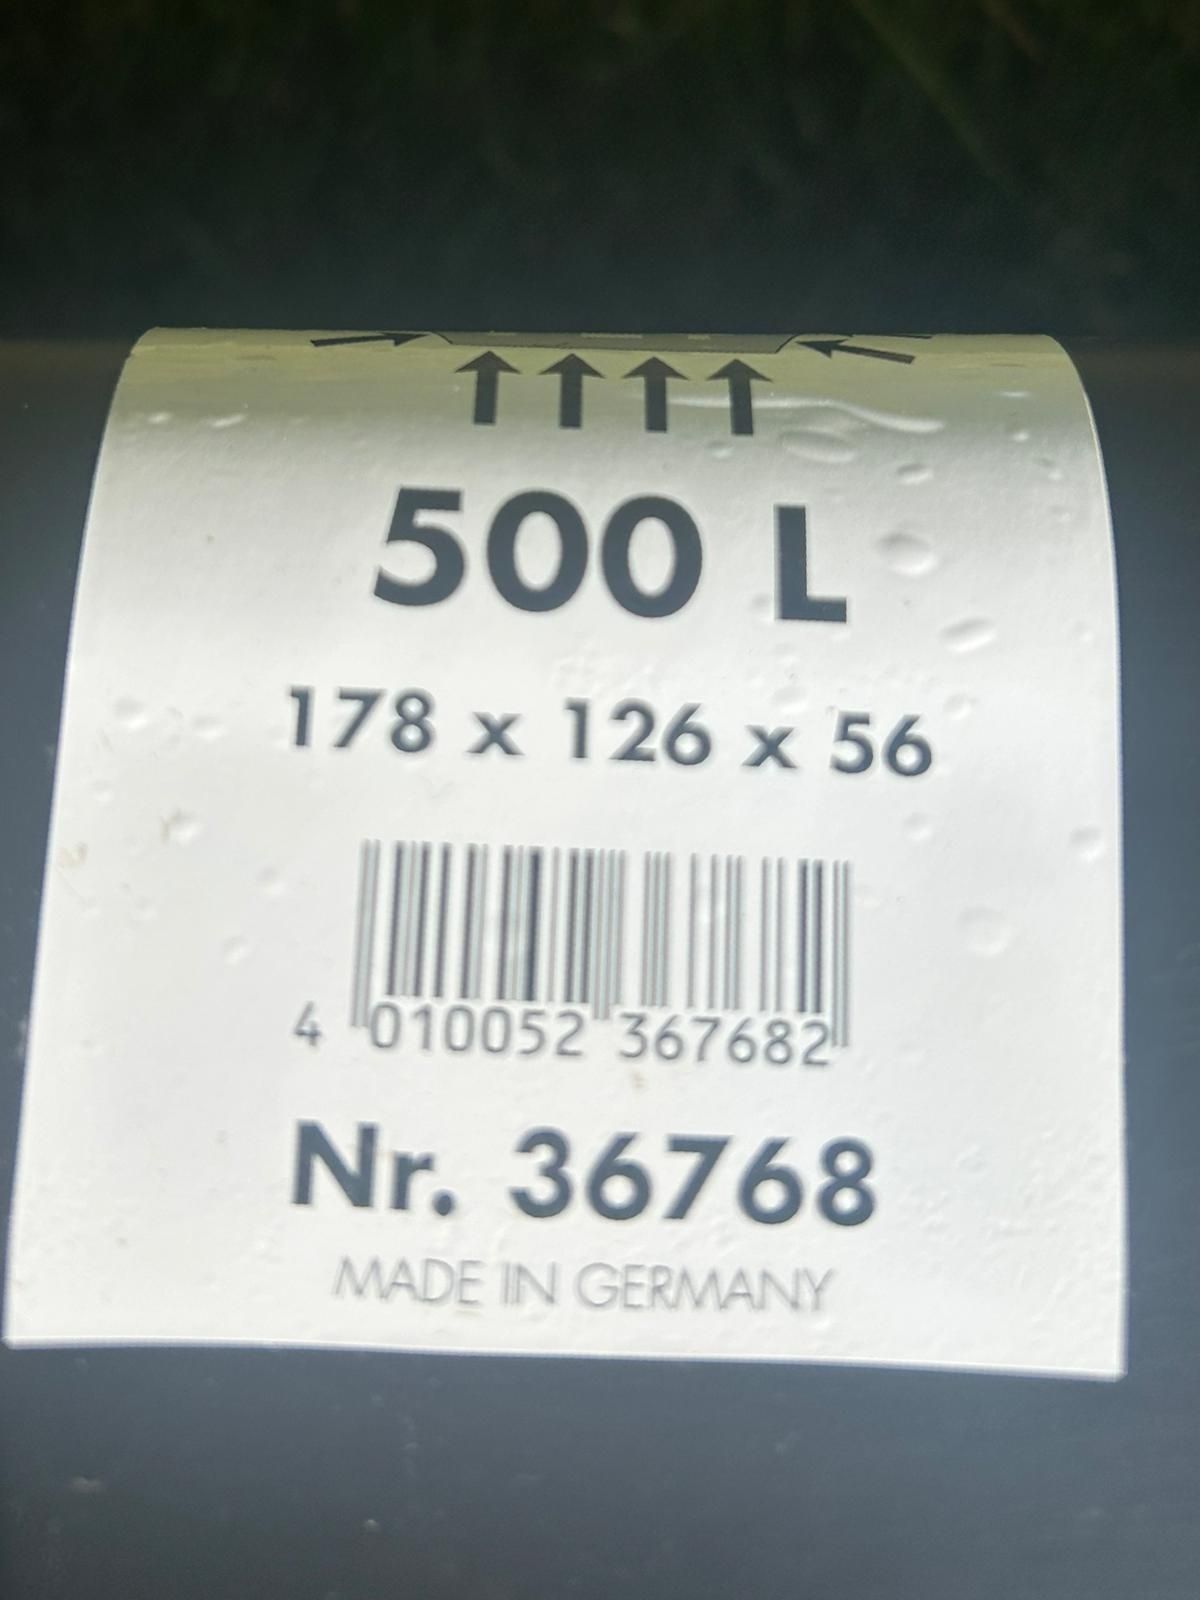 500 L
178 x 126 x 56
4 010052 367682
Nr. 36768
MADE IN GERMANY